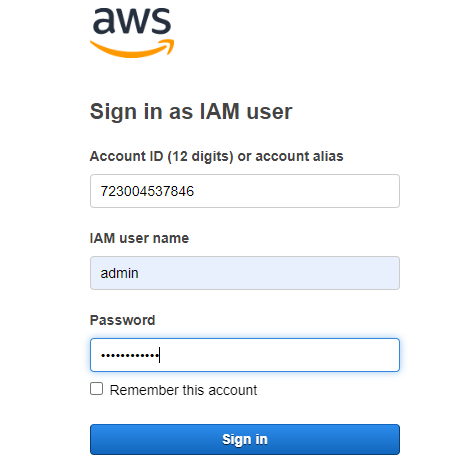 aws
Sign in as IAM user
Account ID (12 digits) or account alias
723004537846
IAM user name
admin
Password
••••••••••••
Remember this account
Sign in